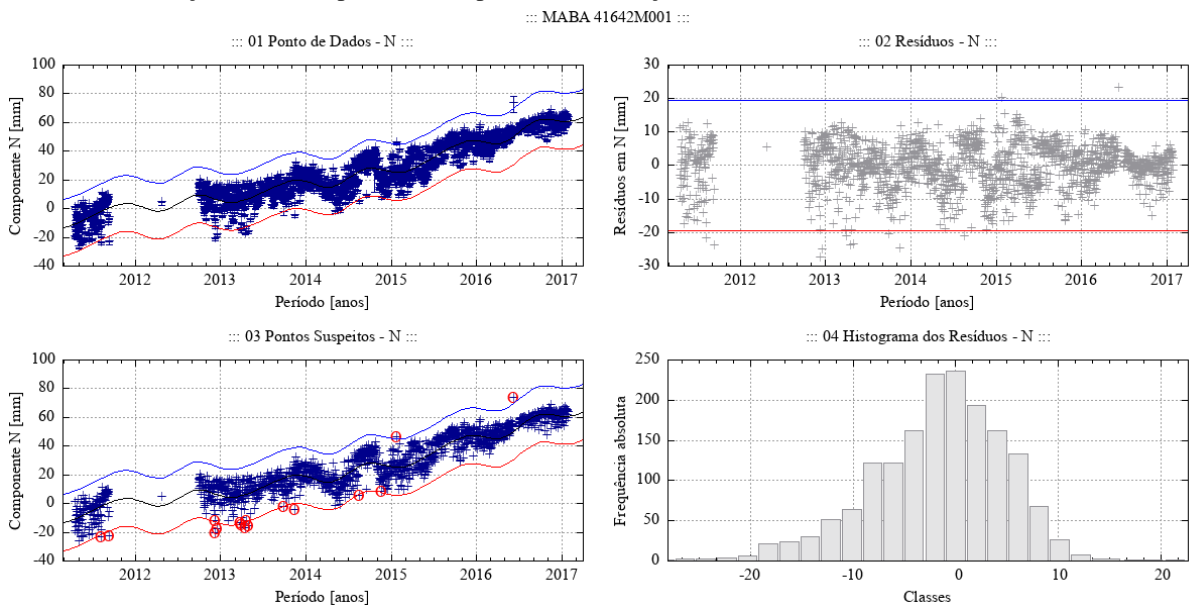 ::: MABA 41642M001 :::
::: 01 Ponto de Dados - N :::
Componente N [mm]
100
80
60
40
20
0
-20
-40
2012 2013 2014 2015 2016 2017
Período [anos]
::: 02 Resíduos - N :::
Resíduos em N [mm]
30
20
10
0
-10
-20
-30
2012 2013 2014 2015 2016 2017
Período [anos]
::: 03 Pontos Suspeitos - N :::
Componente N [mm]
100
80
60
40
20
0
-20
-40
2012 2013 2014 2015 2016 2017
Período [anos]
::: 04 Histograma dos Resíduos - N :::
Frequência absoluta
250
200
150
100
50
0
-20 -10 0 10 20
Classes